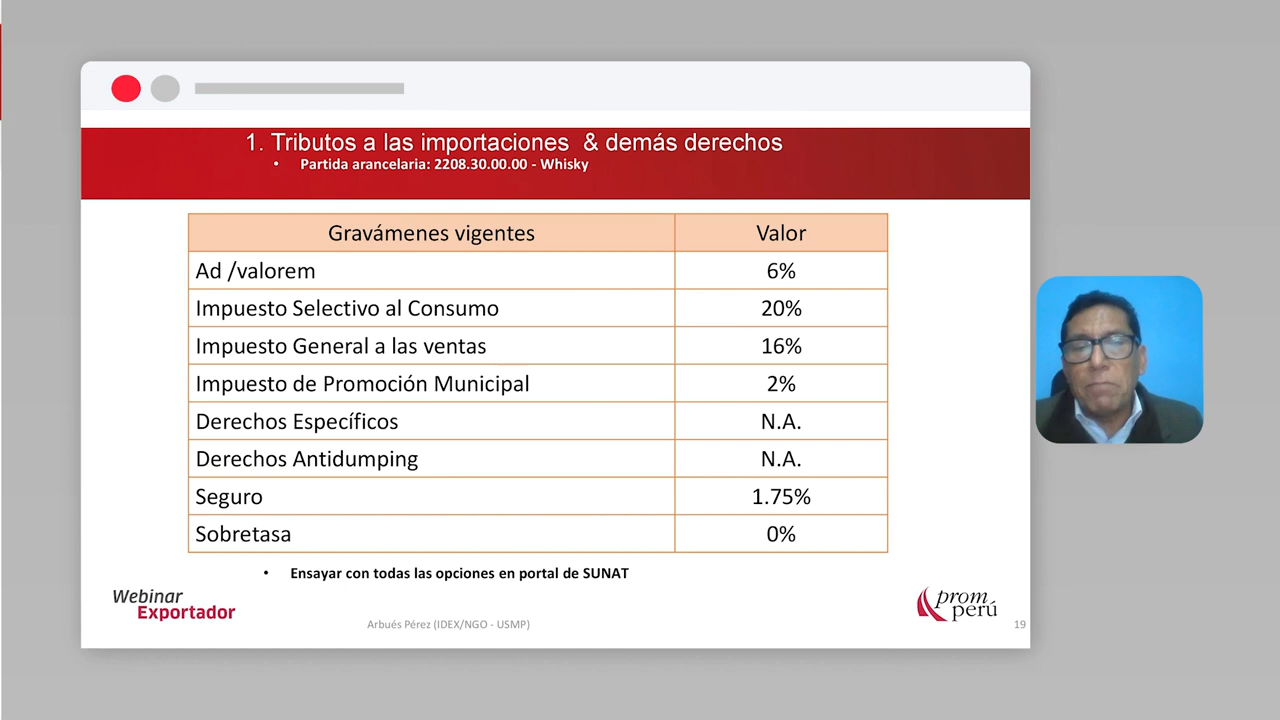 1. Tributos a las importaciones & demás derechos
• Partida arancelaria: 2208.30.00.00 - Whisky
Gravámenes vigentes Valor
Ad /valorem 6%
Impuesto Selectivo al Consumo 20%
Impuesto General a las ventas 16%
Impuesto de Promoción Municipal 2%
Derechos Específicos N.A.
Derechos Antidumping N.A.
Seguro 1.75%
Sobretasa 0%
• Ensayar con todas las opciones en portal de SUNAT
Webinar
Exportador
Arbués Pérez (IDEX/NGO - USMP)
prom
perú
19